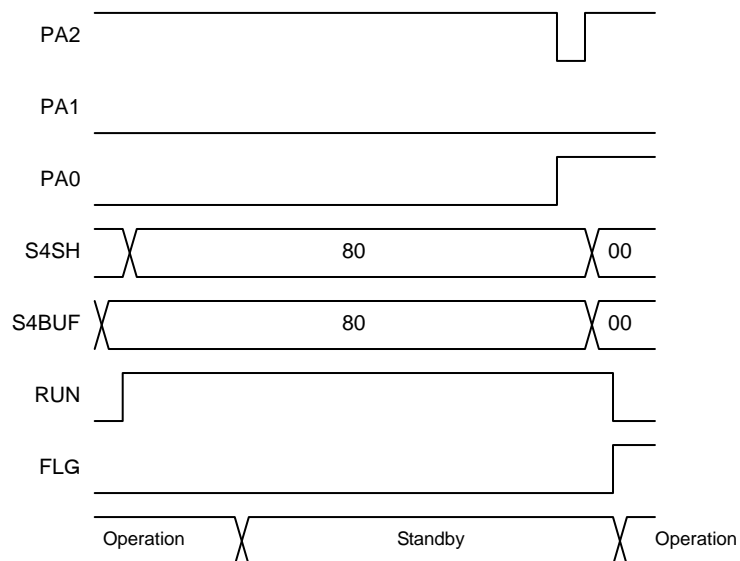 PA2
PA1
PA0
S4SH 80 00
S4BUF 80 00
RUN
FLG
Operation Standby Operation